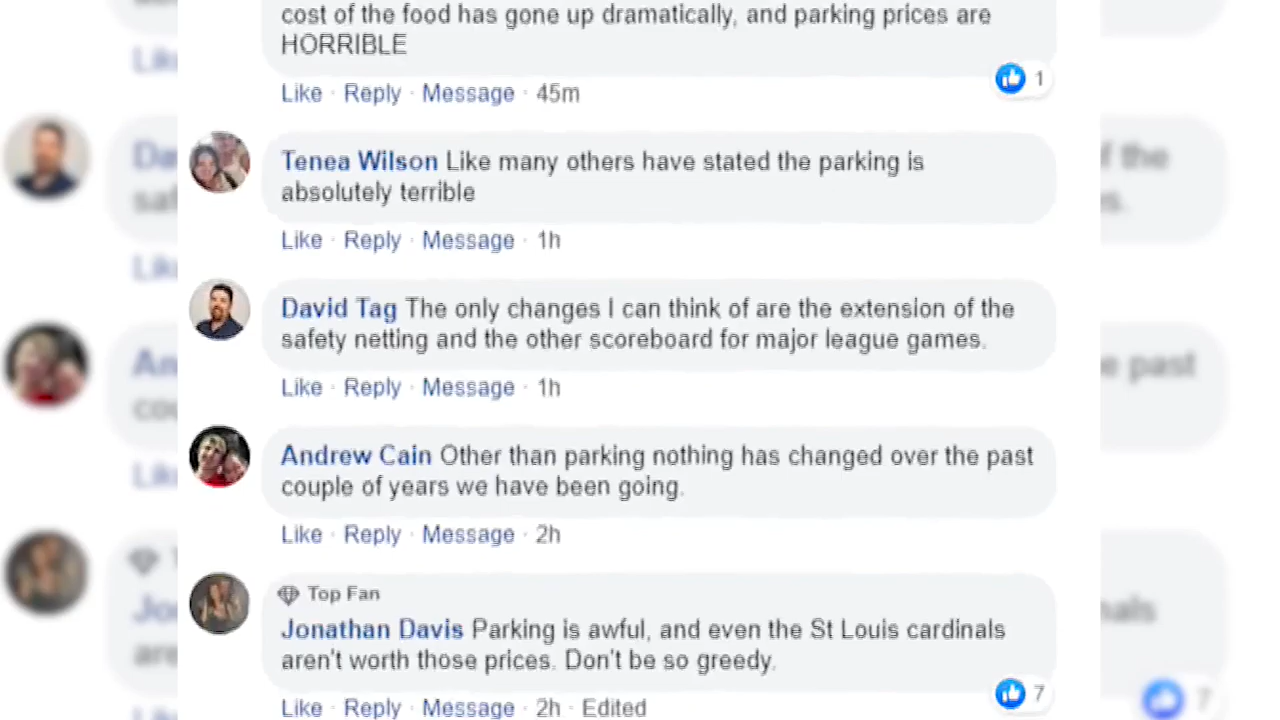 cost of the food has gone up dramatically, and parking prices are
HORRIBLE
Like · Reply · Message · 45m
1
Tenea Wilson Like many others have stated the parking is
absolutely terrible
Like · Reply · Message · 1h
David Tag The only changes I can think of are the extension of the
safety netting and the other scoreboard for major league games.
Like · Reply · Message · 1h
Andrew Cain Other than parking nothing has changed over the past
couple of years we have been going.
Like · Reply · Message · 2h
Top Fan
Jonathan Davis Parking is awful, and even the St Louis cardinals
aren't worth those prices. Don't be so greedy.
7
Like · Reply · Message · 2h · Edited